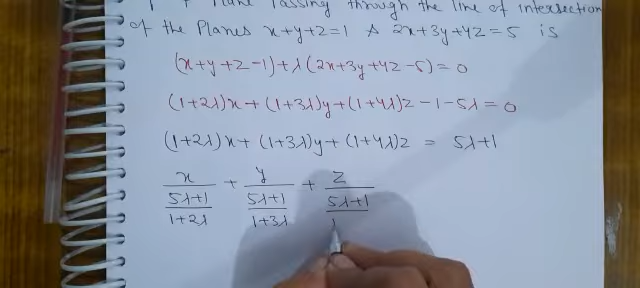 Plane Passing through the line of intersection
of the Planes x+y+z=1 & 2x+3y+4z=5 is
(x+y+z-1)+λ(2x+3y+4z-5)=0
(1+2λ)x+(1+3λ)y+(1+4λ)z-1-5λ=0
(1+2λ)x+(1+3λ)y+(1+4λ)z = 5λ+1
x/((5λ+1)/(1+2λ)) + y/((5λ+1)/(1+3λ)) + z/((5λ+1)/1